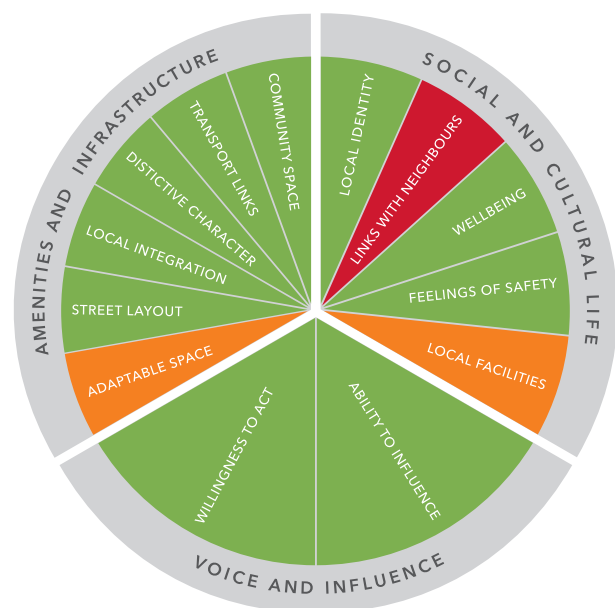 AMENITIES AND INFRASTRUCTURE
COMMUNITY SPACE
TRANSPORT LINKS
DISTICTIVE CHARACTER
LOCAL INTEGRATION
STREET LAYOUT
ADAPTABLE SPACE
SOCIAL AND CULTURAL LIFE
LOCAL IDENTITY
LINKS WITH NEIGHBOURS
WELLBEING
FEELINGS OF SAFETY
LOCAL FACILITIES
WILLINGNESS TO ACT
ABILITY TO INFLUENCE
VOICE AND INFLUENCE